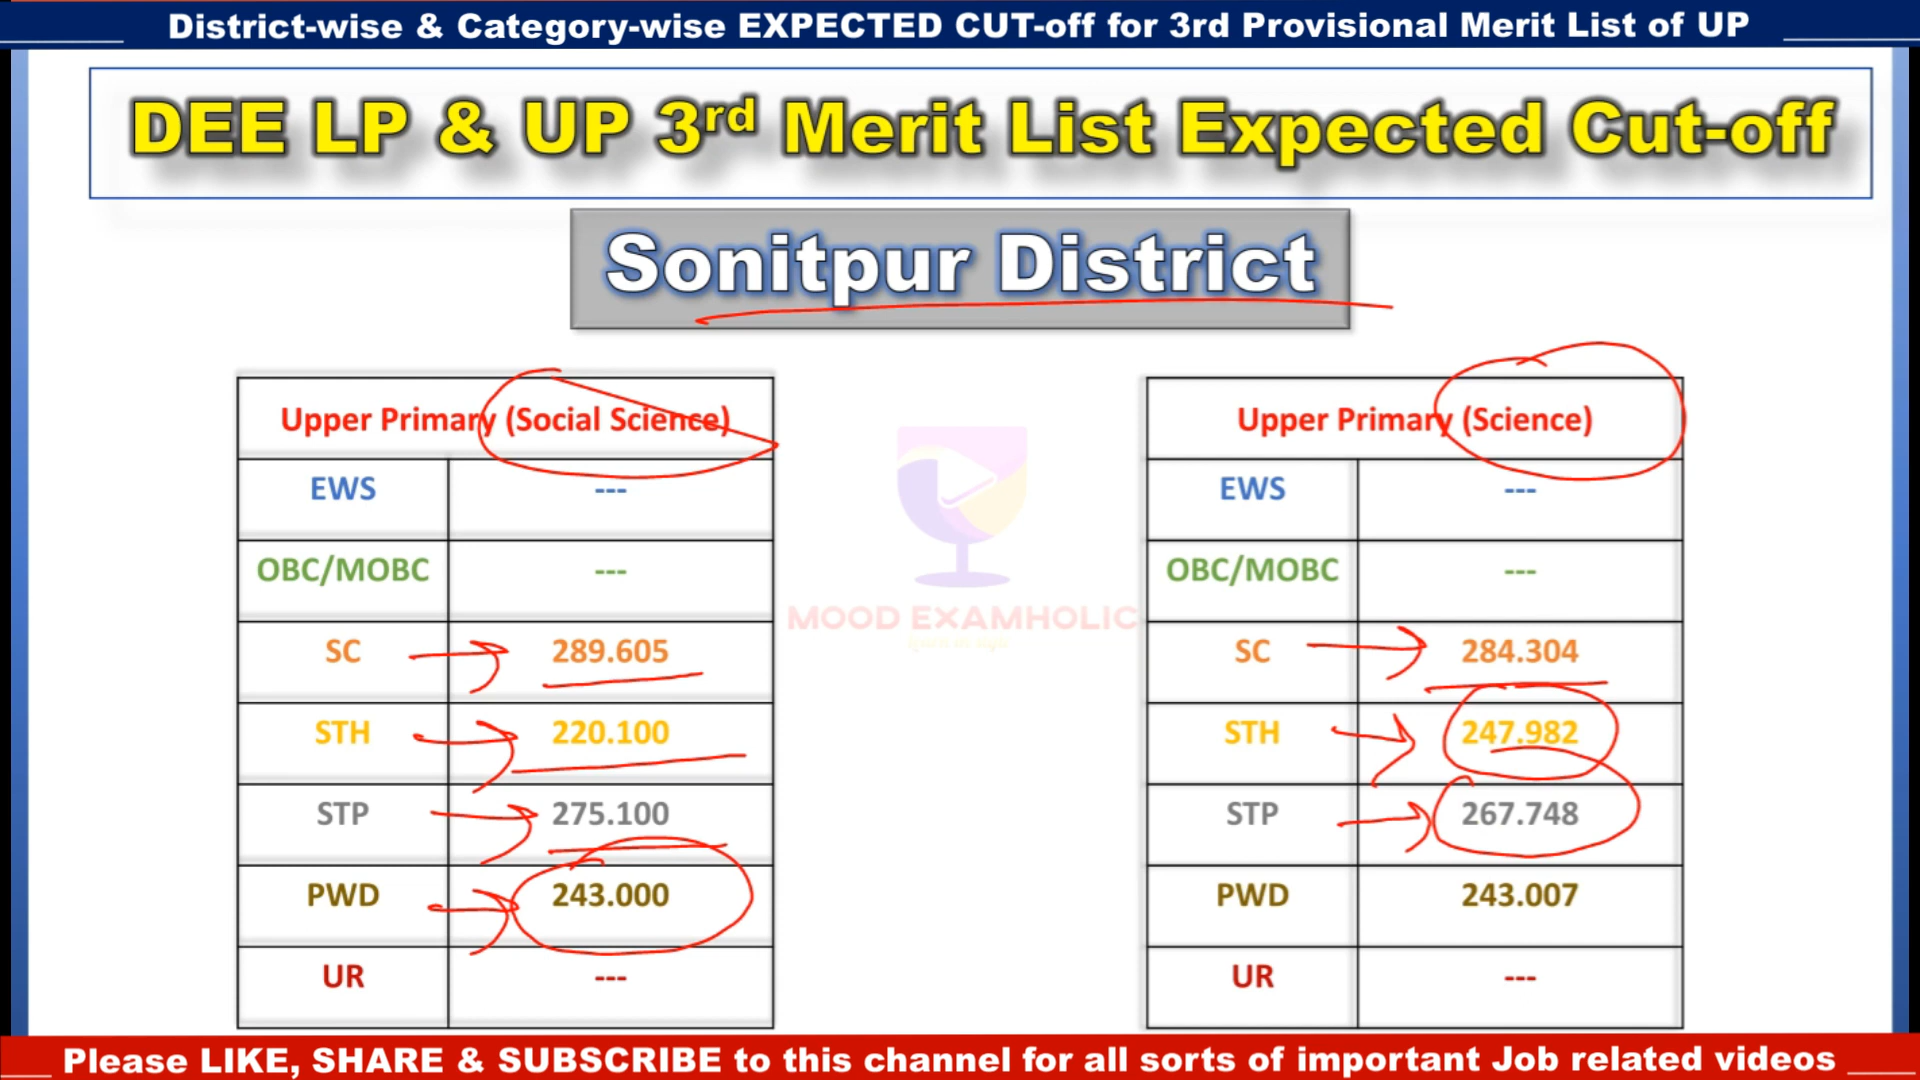 District-wise & Category-wise EXPECTED CUT-off for 3rd Provisional Merit List of UP
DEE LP & UP 3rd Merit List Expected Cut-off
Sonitpur District
Upper Primary (Social Science)
EWS ---
OBC/MOBC ---
SC 289.605
STH 220.100
STP 275.100
PWD 243.000
UR ---
MOOD EXAMHOLIC
Upper Primary (Science)
EWS ---
OBC/MOBC ---
SC 284.304
STH 247.982
STP 267.748
PWD 243.007
UR ---
Please LIKE, SHARE & SUBSCRIBE to this channel for all sorts of important Job related videos